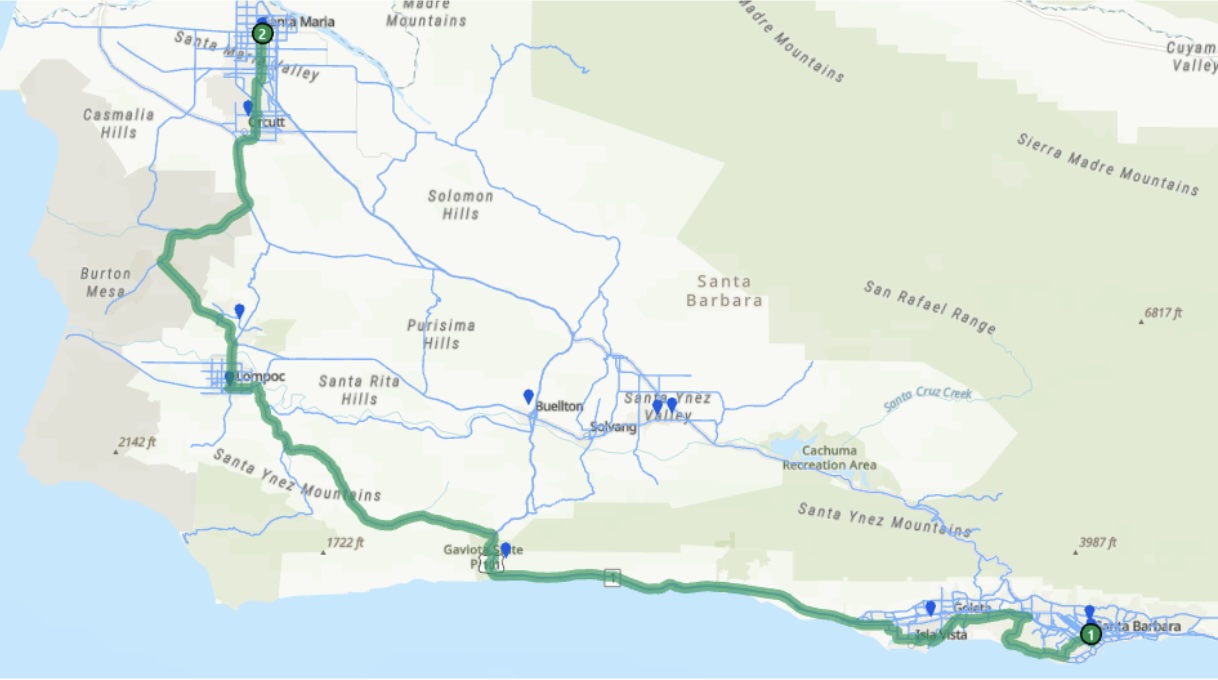 Madre
Mountains
Santa Maria
2
Santa Maria Valley
Madre Mountains
Cuyam
Valley
Casmalia
Hills
Orcutt
Sierra Madre Mountains
Solomon
Hills
Burton
Mesa
Santa
Barbara
San Rafael Range
6817 ft
Purisima
Hills
Lompoc
Santa Rita
Hills
Buellton
Santa Ynez
Valley
Solvang
Santa Cruz Creek
2142 ft
Cachuma
Recreation Area
Santa Ynez Mountains
Santa Ynez Mountains
1722 ft
3987 ft
Gaviota State
P
101
1
Goleta
Isla Vista
Santa Barbara
1